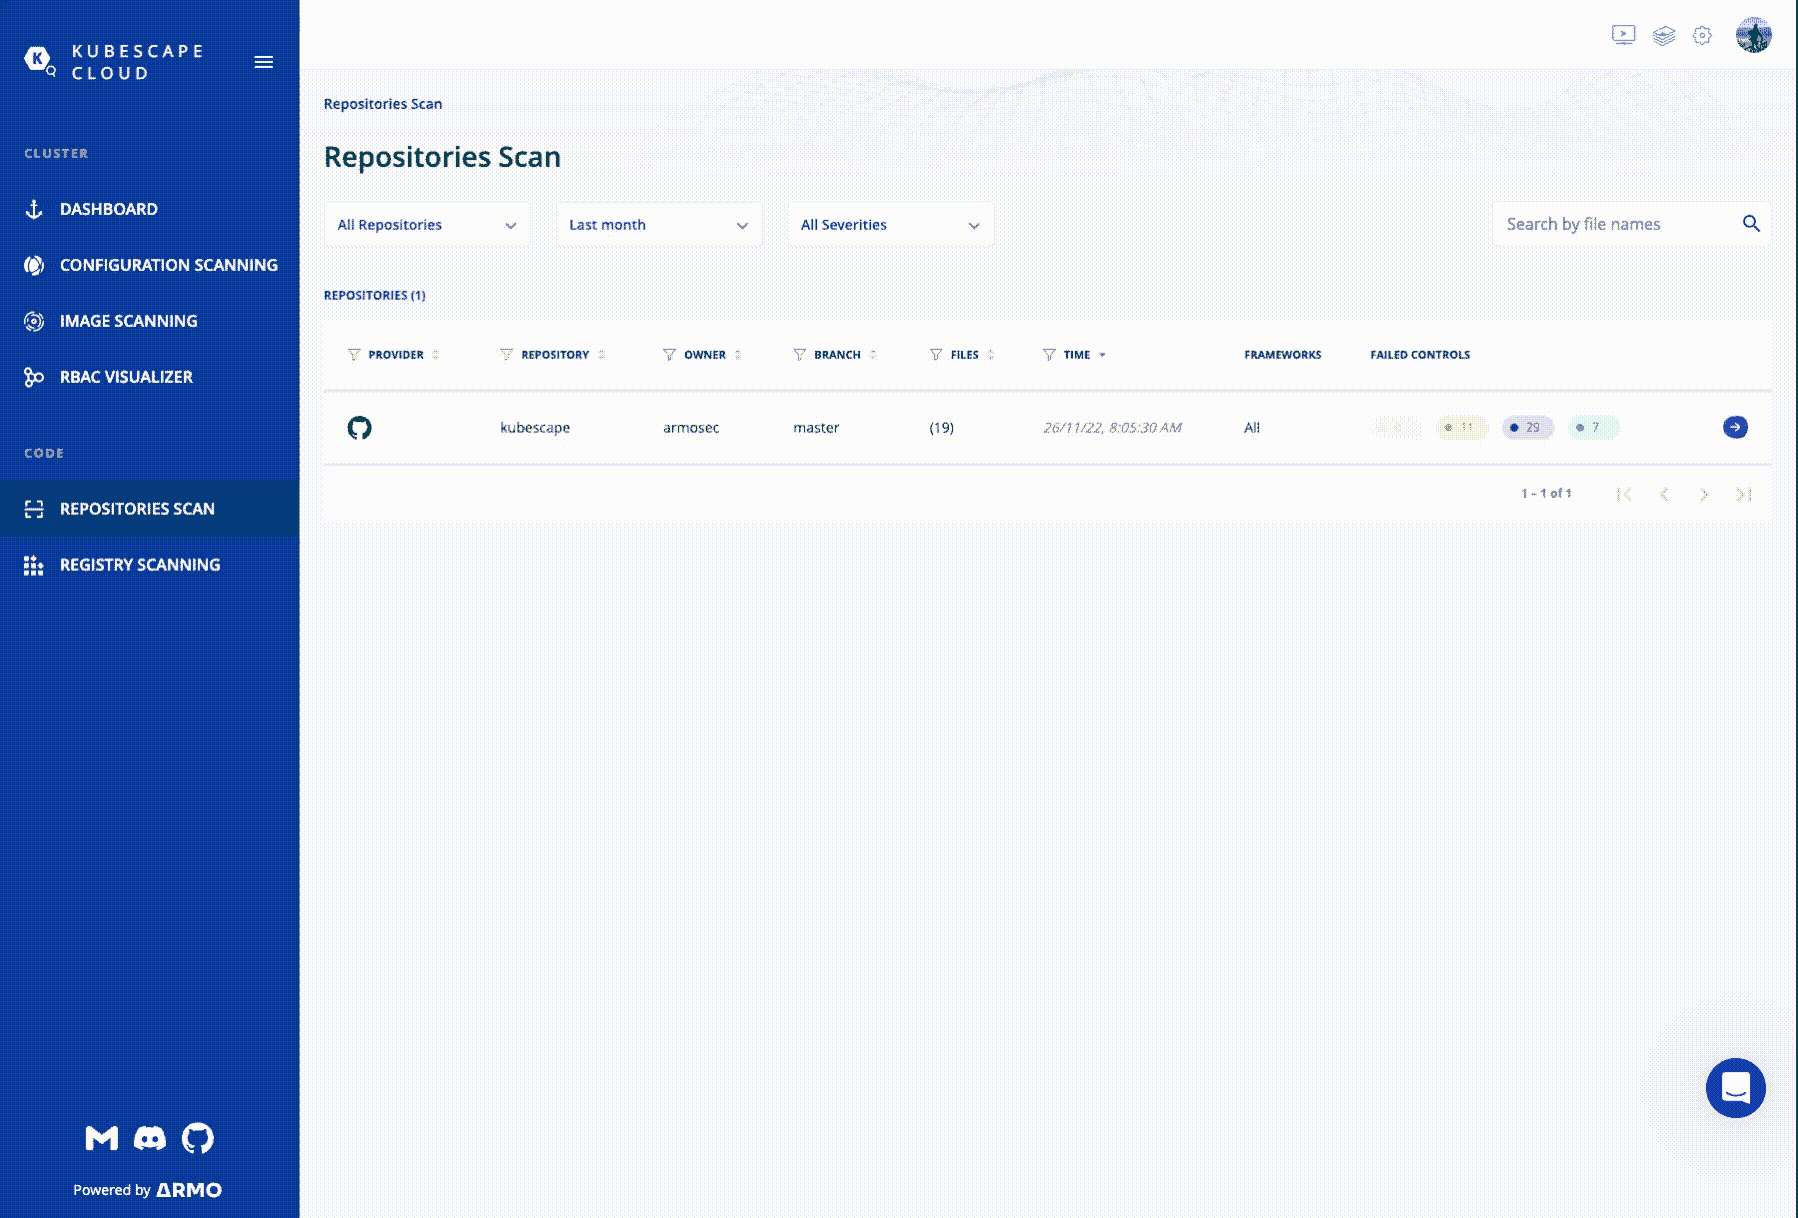 KUBESCAPE
CLOUD
CLUSTER
DASHBOARD
CONFIGURATION SCANNING
IMAGE SCANNING
RBAC VISUALIZER
CODE
REPOSITORIES SCAN
REGISTRY SCANNING
Powered by ARMO
Repositories Scan
Repositories Scan
All Repositories Last month All Severities Search by file names
REPOSITORIES (1)
PROVIDER REPOSITORY OWNER BRANCH FILES TIME FRAMEWORKS FAILED CONTROLS
kubescape armosec master (19) 26/11/22, 8:05:30 AM All 11 29 7
1 - 1 of 1